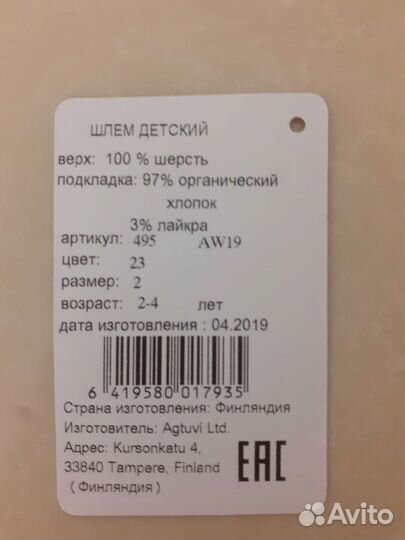 ШЛЕМ ДЕТСКИЙ
верх: 100 % шерсть
подкладка: 97% органический
хлопок
3% лайкра
артикул: 495 AW19
цвет: 23
размер: 2
возраст: 2-4 лет
дата изготовления : 04.2019
6 419580 017935
Страна изготовления: Финляндия
Изготовитель: Agtuvi Ltd.
Адрес: Kursonkatu 4,
33840 Tampere, Finland
( Финляндия )
EAC
Avito